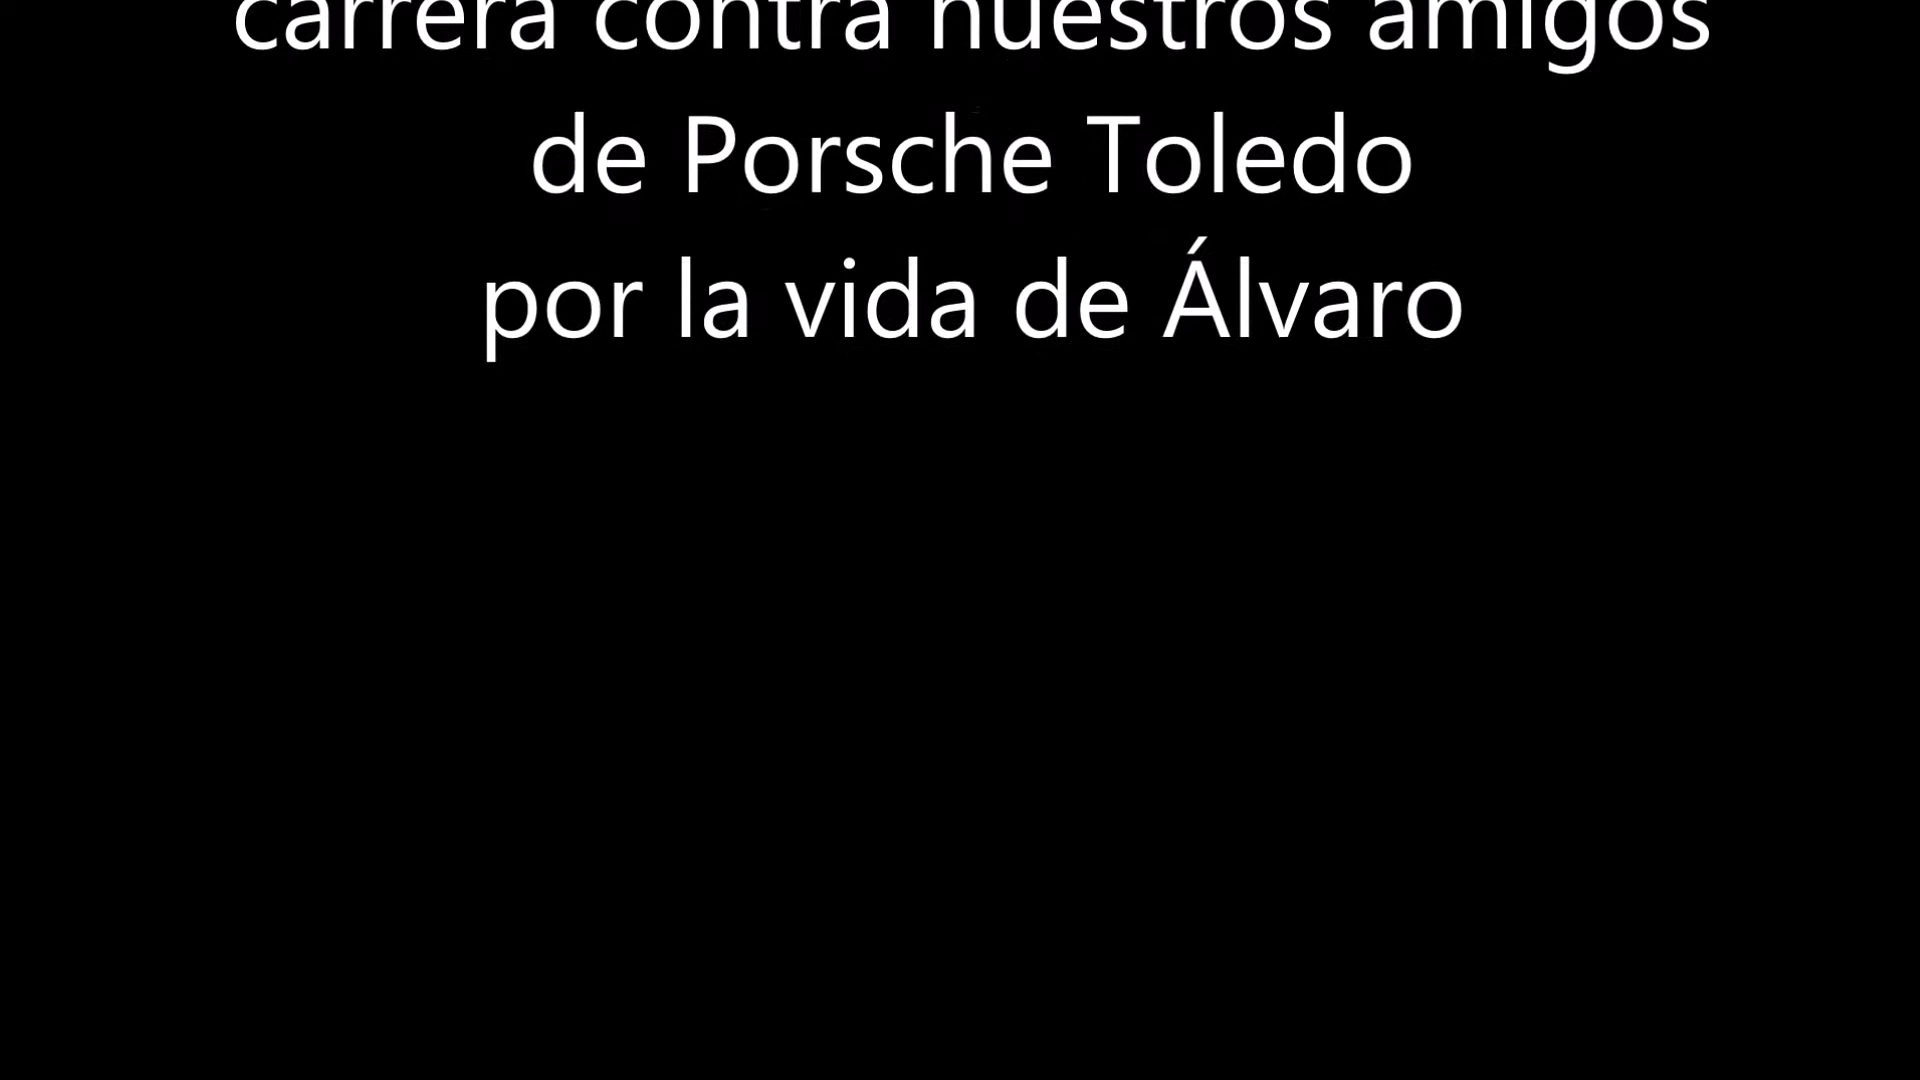 carrera contra nuestros amigos
de Porsche Toledo
por la vida de Álvaro